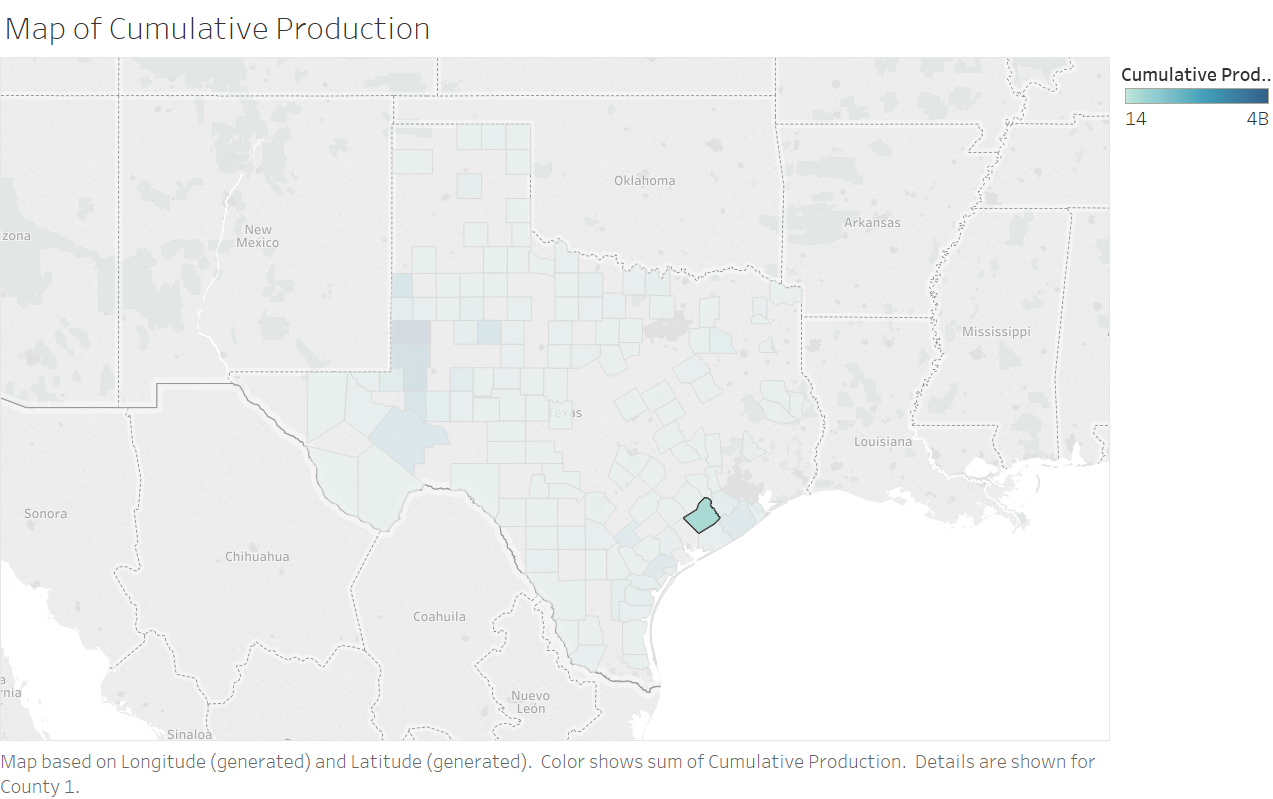 Map of Cumulative Production
Cumulative Prod..
14 4B
Oklahoma
Arkansas
zona
New
Mexico
Mississippi
Texas
Louisiana
Sonora
Chihuahua
Coahuila
a
rnia
Nuevo
León
Sinaloa
Map based on Longitude (generated) and Latitude (generated). Color shows sum of Cumulative Production. Details are shown for
County 1.